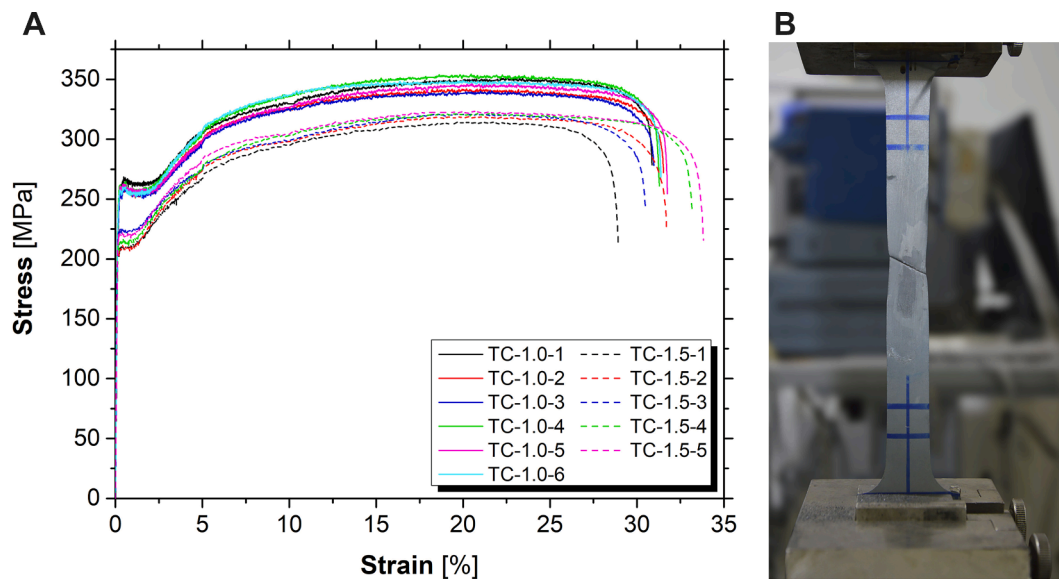 A
B
350
300
250
200
150
100
50
0
Stress [MPa]
0 5 10 15 20 25 30 35
Strain [%]
TC-1.0-1 TC-1.5-1
TC-1.0-2 TC-1.5-2
TC-1.0-3 TC-1.5-3
TC-1.0-4 TC-1.5-4
TC-1.0-5 TC-1.5-5
TC-1.0-6